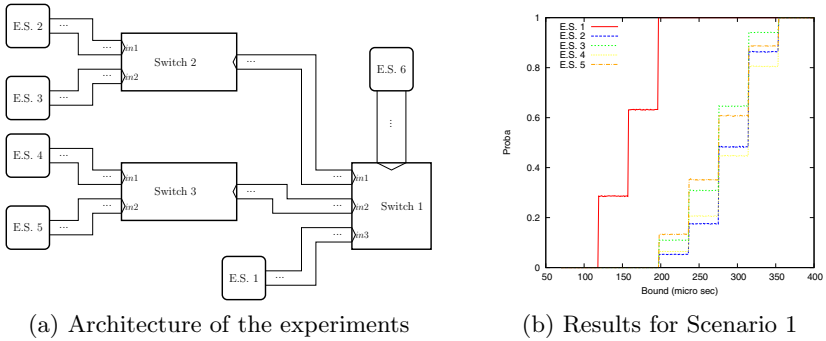 E.S. 2
...
...
in1
Switch 2
...
E.S. 3
...
...
in2
E.S. 6
...
E.S. 4
...
...
in1
Switch 3
...
...
E.S. 5
...
...
in2
in1
in2
in3
Switch 1
E.S. 1
...
...
(a) Architecture of the experiments
1
0.8
0.6
0.4
0.2
0
Proba
E.S. 1
E.S. 2
E.S. 3
E.S. 4
E.S. 5
50 100 150 200 250 300 350 400
Bound (micro sec)
(b) Results for Scenario 1